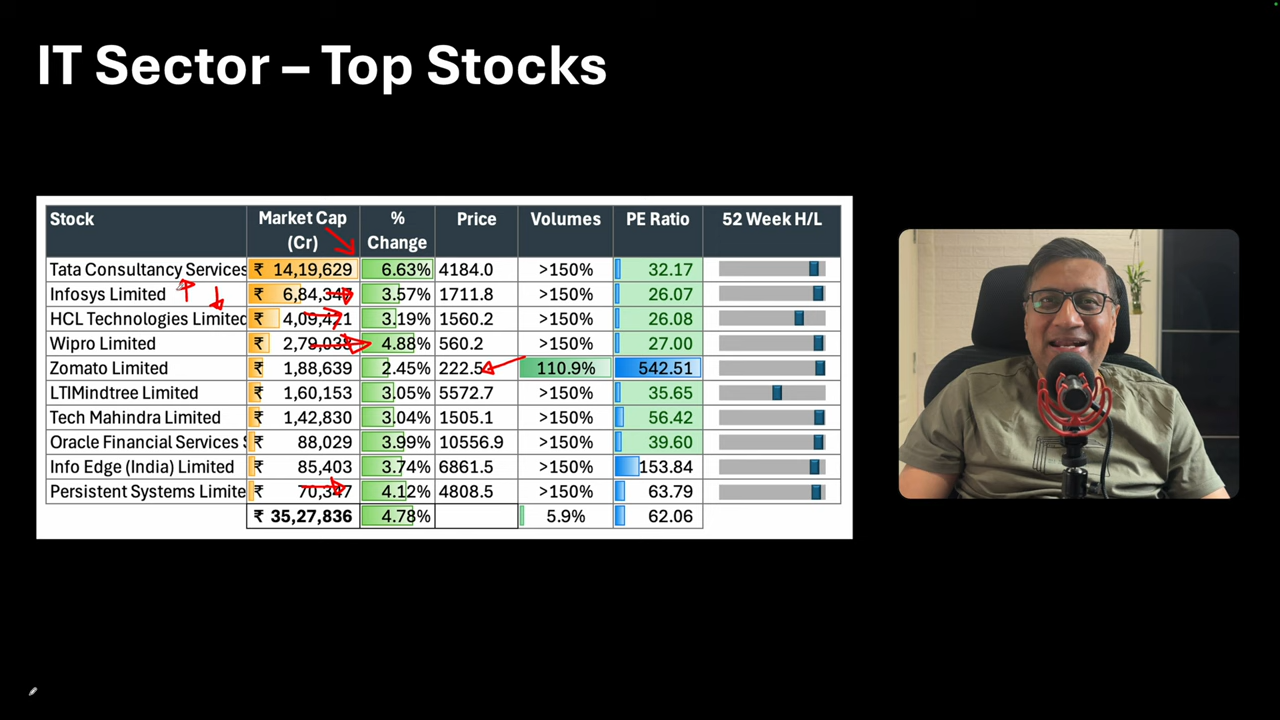 IT Sector – Top Stocks
Stock Market Cap (Cr) % Change Price Volumes PE Ratio 52 Week H/L
Tata Consultancy Services ₹ 14,19,629 6.63% 4184.0 >150% 32.17
Infosys Limited ₹ 6,84,347 3.57% 1711.8 >150% 26.07
HCL Technologies Limited ₹ 4,09,421 3.19% 1560.2 >150% 26.08
Wipro Limited ₹ 4.88% 560.2 >150% 27.00
Zomato Limited ₹ 1,88,639 2.45% 222.5 110.9% 542.51
LTIMindtree Limited ₹ 1,60,153 3.05% 5572.7 >150% 35.65
Tech Mahindra Limited ₹ 1,42,830 3.04% 1505.1 >150% 56.42
Oracle Financial Services ₹ 88,029 3.99% 10556.9 >150% 39.60
Info Edge (India) Limited ₹ 85,403 3.74% 6861.5 >150% 153.84
Persistent Systems Limite ₹ 70,347 4.12% 4808.5 >150% 63.79
₹ 35,27,836 4.78% 5.9% 62.06